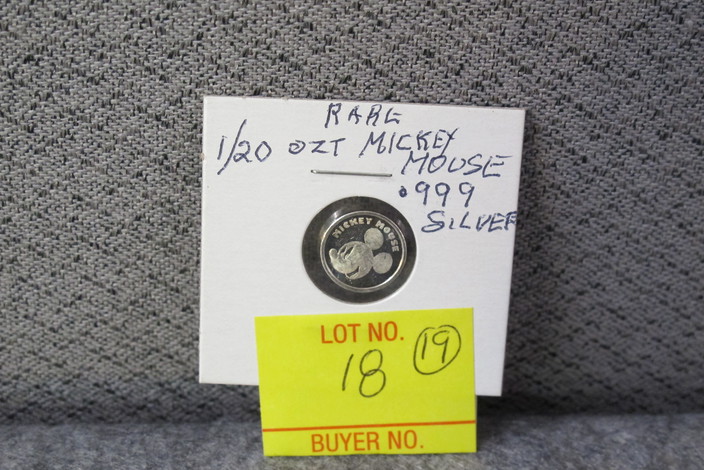 RARE
1/20 OZT MICKEY
MOUSE
.999
SILVER
MICKEY MOUSE
LOT NO.
18
19
BUYER NO.